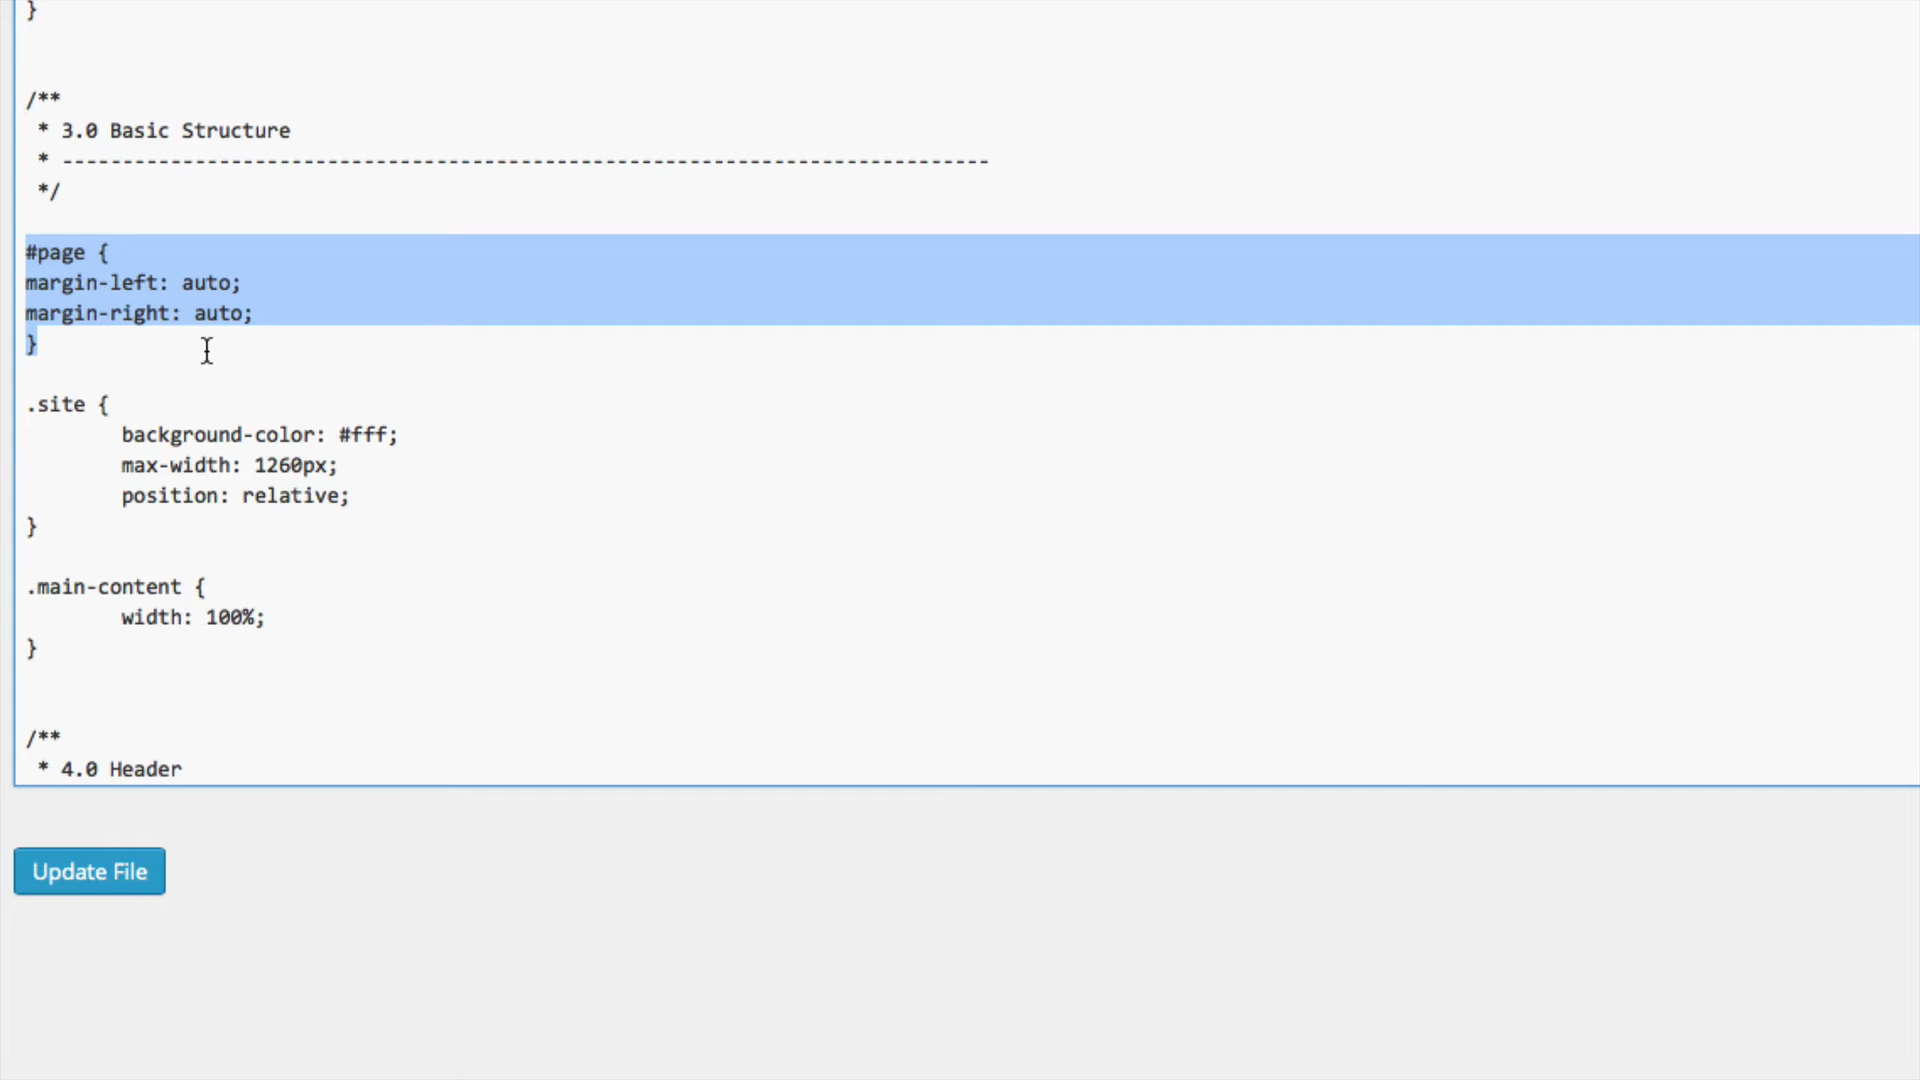 }
/**
 * 3.0 Basic Structure
 * -----------------------------------------------------------------------------
 */
#page {
margin-left: auto;
margin-right: auto;
}
.site {
	background-color: #fff;
	max-width: 1260px;
	position: relative;
}
.main-content {
	width: 100%;
}
/**
 * 4.0 Header
Update File